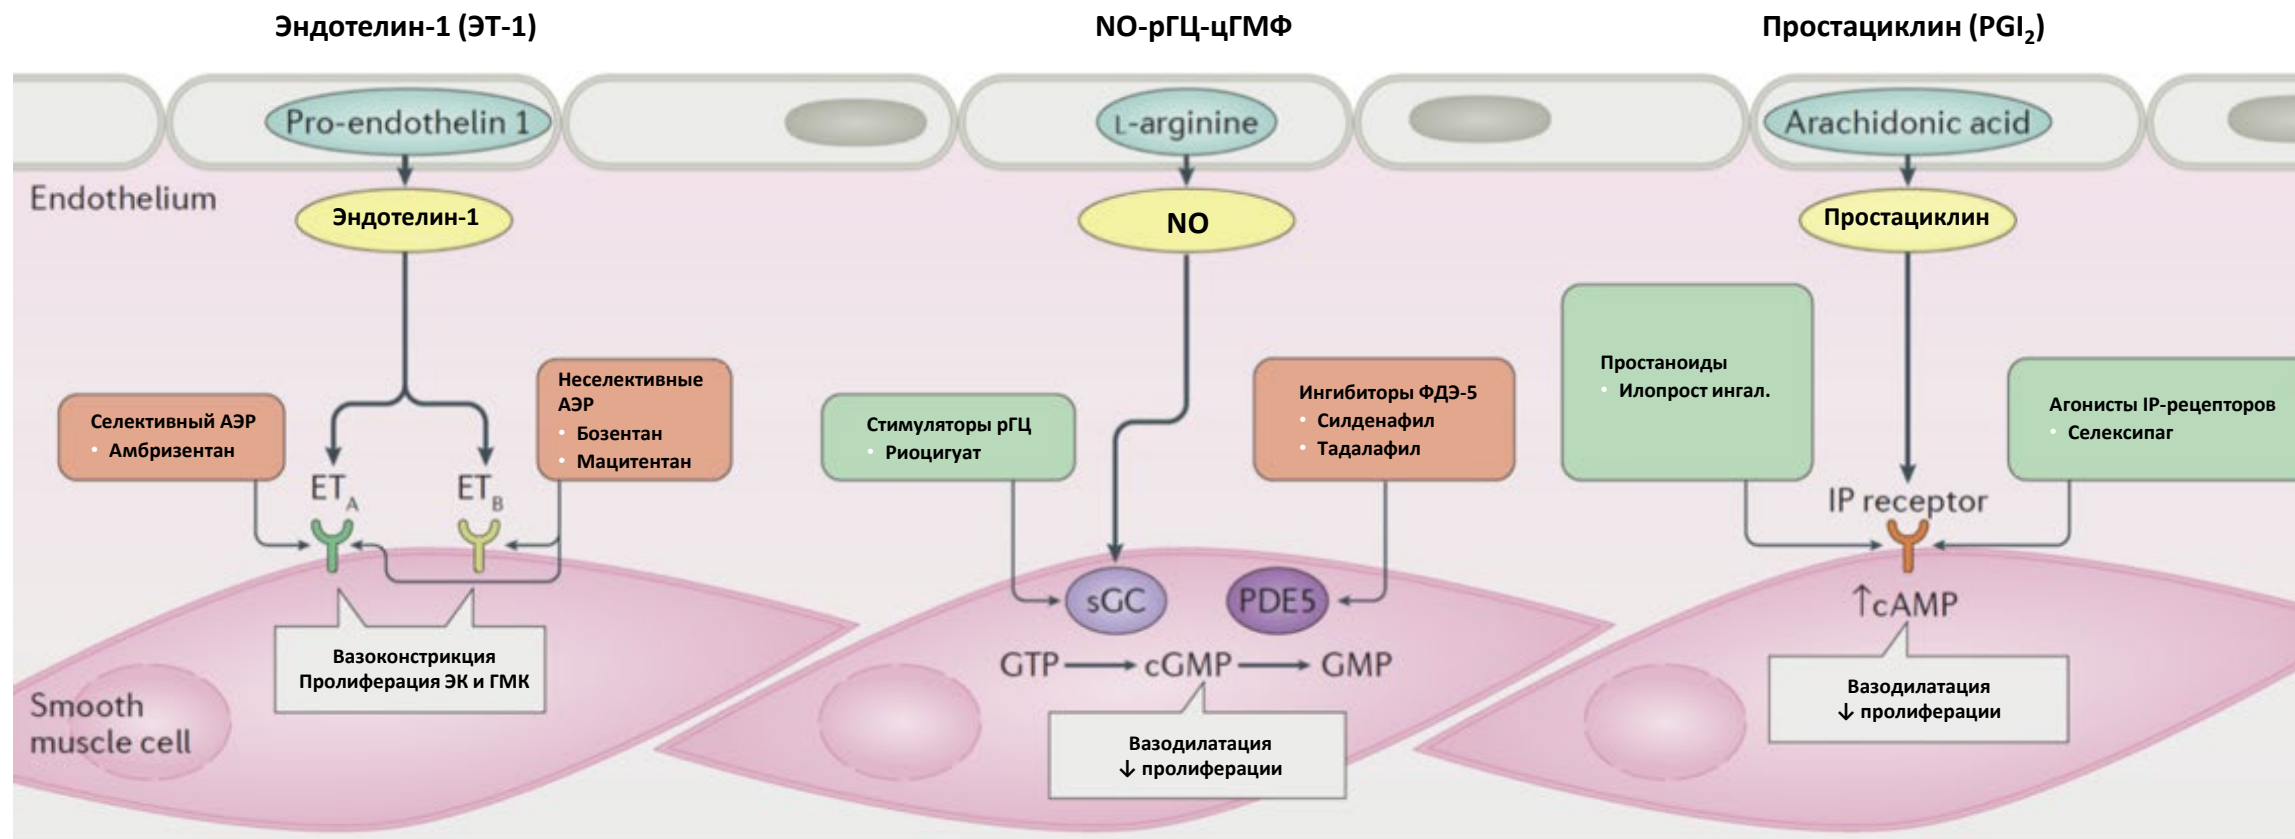 Эндотелин-1 (ЭТ-1)
NO-рГЦ-цГМФ
Простациклин (PGI₂)
Pro-endothelin 1
L-arginine
Arachidonic acid
Endothelium
Эндотелин-1
NO
Простациклин
Селективный АЭР
• Амбризентан
Неселективные
АЭР
• Бозентан
• Мацитентан
Стимуляторы рГЦ
• Риоцигуат
Ингибиторы ФДЭ-5
• Силденафил
• Тадалафил
Простаноиды
• Илопрост ингал.
Агонисты IP-рецепторов
• Селексипаг
ET_A
ET_B
IP receptor
sGC
PDE5
↑cAMP
GTP → cGMP → GMP
Вазоконстрикция
Пролиферация ЭК и ГМК
Вазодилатация
↓ пролиферации
Вазодилатация
↓ пролиферации
Smooth
muscle cell